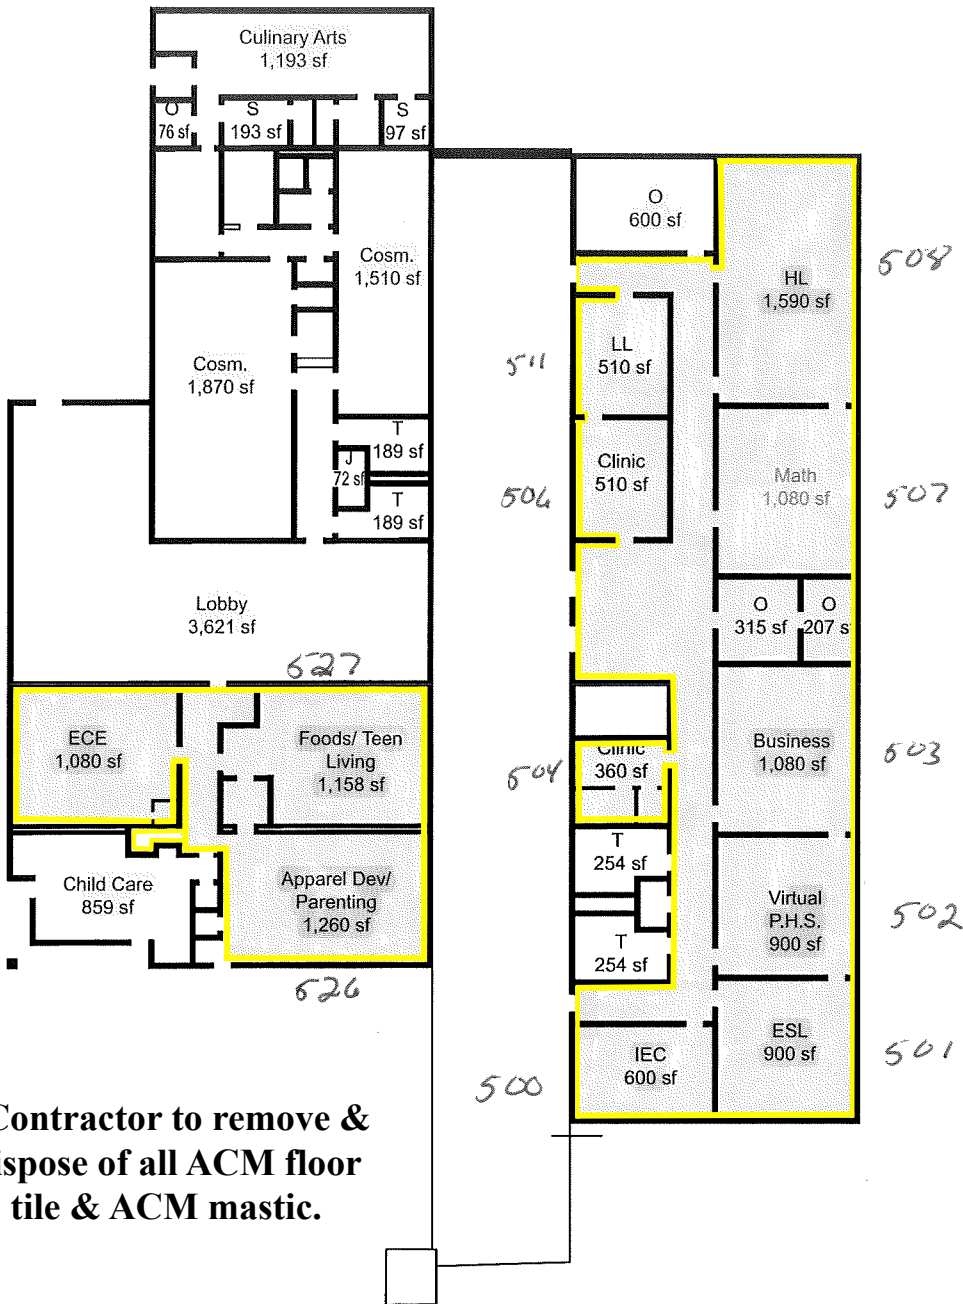 Culinary Arts
1,193 sf
O
76 sf
S
193 sf
S
97 sf
Cosm.
1,510 sf
Cosm.
1,870 sf
T
189 sf
J
72 sf
T
189 sf
Lobby
3,621 sf
527
ECE
1,080 sf
Foods/ Teen
Living
1,158 sf
Child Care
859 sf
Apparel Dev/
Parenting
1,260 sf
526
O
600 sf
HL
1,590 sf
508
511
LL
510 sf
506
Clinic
510 sf
Math
1,080 sf
507
O
315 sf
O
207 s
Business
1,080 sf
503
504
Clinic
360 sf
T
254 sf
T
254 sf
Virtual
P.H.S.
900 sf
502
ESL
900 sf
501
500
IEC
600 sf
Contractor to remove &
ispose of all ACM floor
tile & ACM mastic.